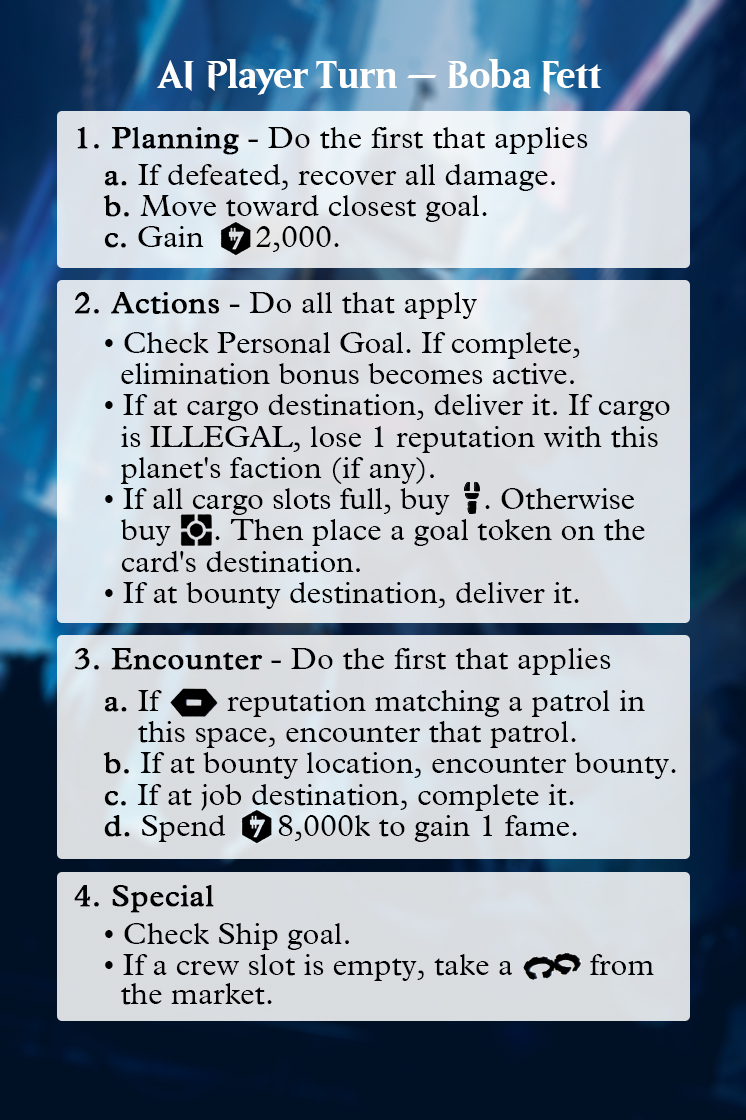 AI Player Turn — Boba Fett
1. Planning - Do the first that applies
a. If defeated, recover all damage.
b. Move toward closest goal.
c. Gain 2,000.
2. Actions - Do all that apply
• Check Personal Goal. If complete,
elimination bonus becomes active.
• If at cargo destination, deliver it. If cargo
is ILLEGAL, lose 1 reputation with this
planet's faction (if any).
• If all cargo slots full, buy . Otherwise
buy . Then place a goal token on the
card's destination.
• If at bounty destination, deliver it.
3. Encounter - Do the first that applies
a. If reputation matching a patrol in
this space, encounter that patrol.
b. If at bounty location, encounter bounty.
c. If at job destination, complete it.
d. Spend 8,000k to gain 1 fame.
4. Special
• Check Ship goal.
• If a crew slot is empty, take a from
the market.